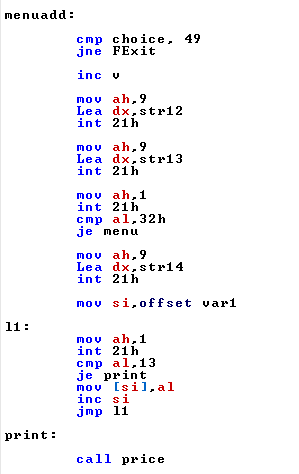 menuadd:
cmp choice, 49
jne FExit
inc v
mov ah,9
Lea dx,str12
int 21h
mov ah,9
Lea dx,str13
int 21h
mov ah,1
int 21h
cmp al,32h
je menu
mov ah,9
Lea dx,str14
int 21h
mov si,offset var1
l1:
mov ah,1
int 21h
cmp al,13
je print
mov [si],al
inc si
jmp l1
print:
call price